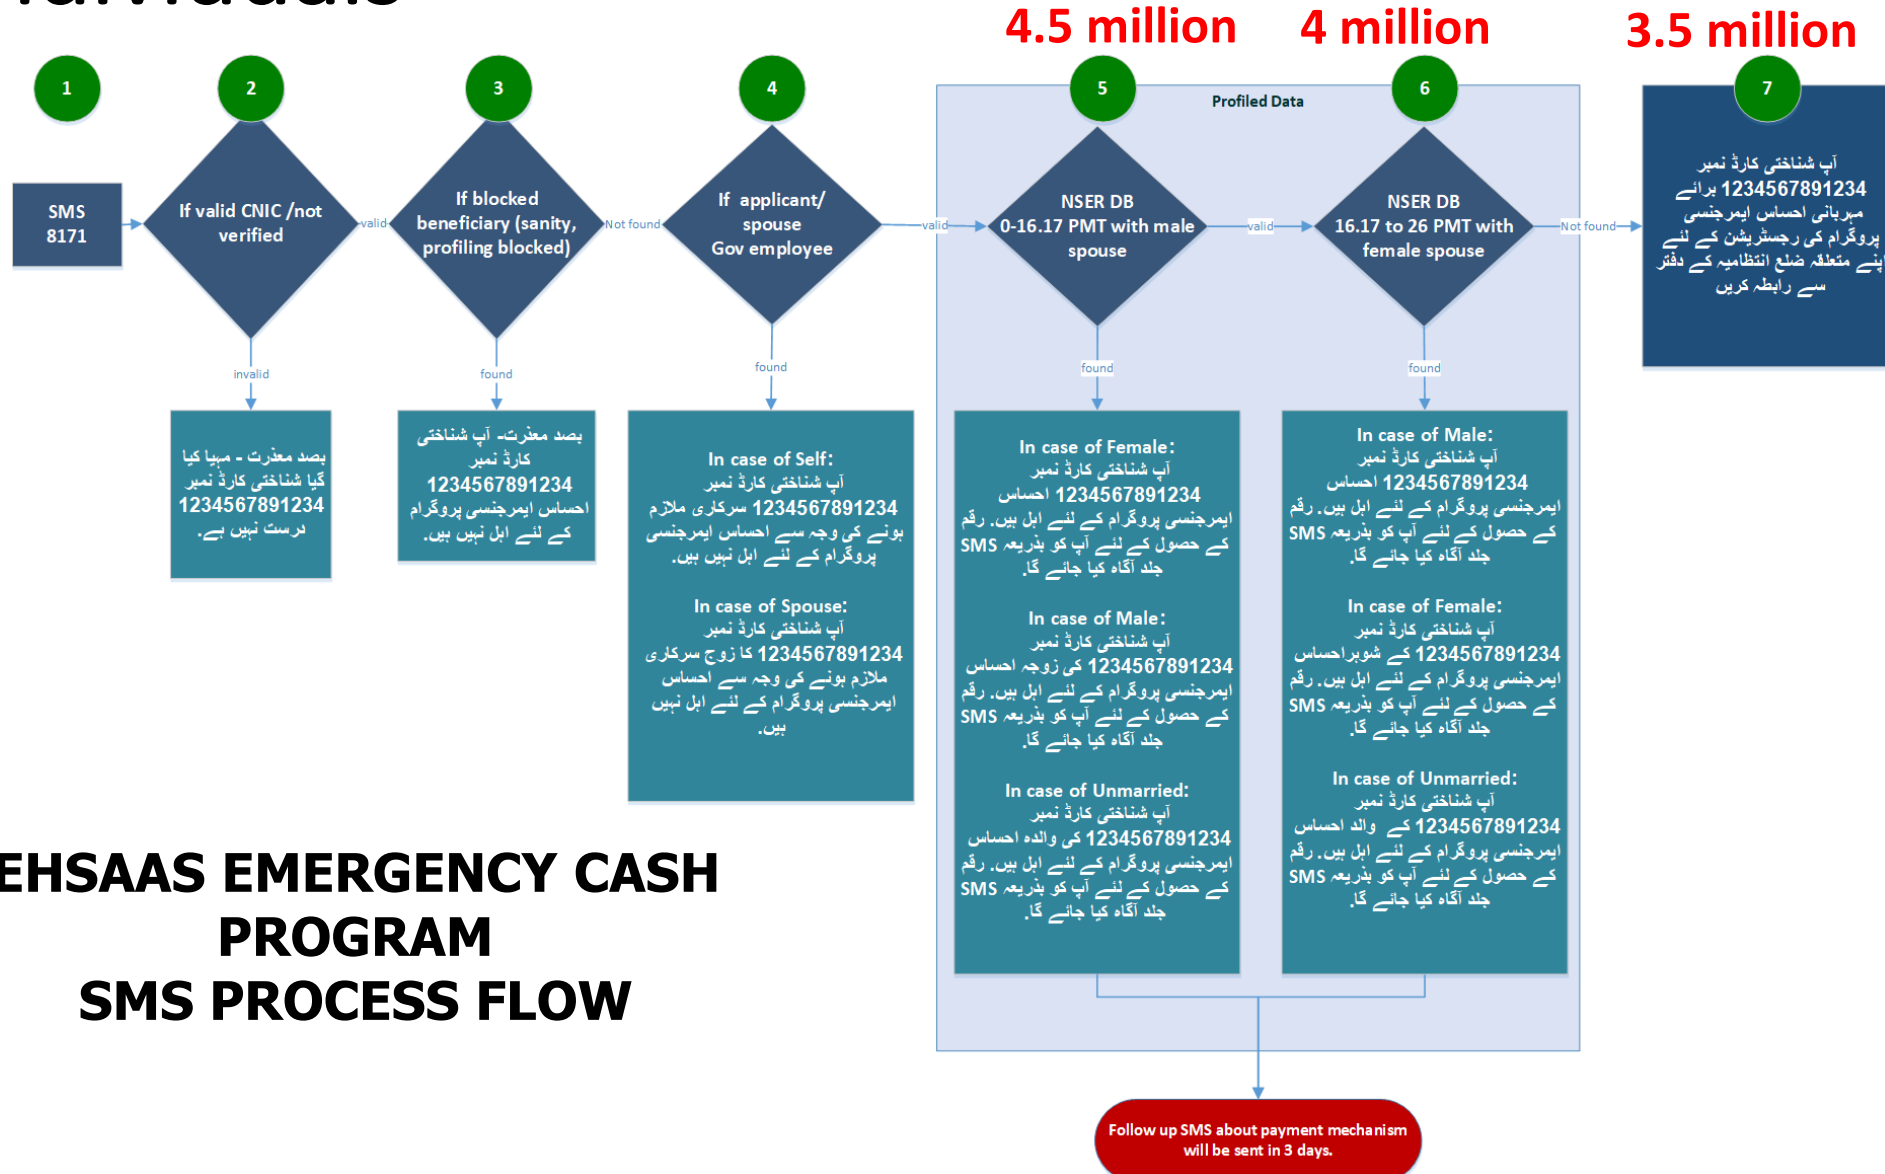 4.5 million
4 million
3.5 million
1
2
3
4
5
6
7
Profiled Data
SMS
8171
If valid CNIC /not
verified
If blocked
beneficiary (sanity,
profiling blocked)
If applicant/
spouse
Gov employee
NSER DB
0-16.17 PMT with male
spouse
NSER DB
16.17 to 26 PMT with
female spouse
آپ شناختی کارڈ نمبر
1234567891234 برائے
مہربانی احساس ایمرجنسی
پروگرام کی رجسٹریشن کے لئے
اپنے متعلقہ ضلع انتظامیہ کے دفتر
سے رابطہ کریں
valid
Not found
valid
valid
Not found
invalid
found
found
found
found
بصد معذرت - مہیا کیا
گیا شناختی کارڈ نمبر
1234567891234
درست نہیں ہے۔
بصد معذرت- آپ شناختی
کارڈ نمبر
1234567891234
احساس ایمرجنسی پروگرام
کے لئے اہل نہیں ہیں۔
In case of Self:
آپ شناختی کارڈ نمبر
1234567891234 سرکاری ملازم
ہونے کی وجہ سے احساس ایمرجنسی
پروگرام کے لئے اہل نہیں ہیں۔
In case of Spouse:
آپ شناختی کارڈ نمبر
1234567891234 کا زوج سرکاری
ملازم ہونے کی وجہ سے احساس
ایمرجنسی پروگرام کے لئے اہل نہیں
ہیں۔
In case of Female:
آپ شناختی کارڈ نمبر
1234567891234 احساس
ایمرجنسی پروگرام کے لئے اہل ہیں۔ رقم
کے حصول کے لئے آپ کو بذریعہ SMS
جلد آگاہ کیا جائے گا۔
In case of Male:
آپ شناختی کارڈ نمبر
1234567891234 کی زوجہ احساس
ایمرجنسی پروگرام کے لئے اہل ہیں۔ رقم
کے حصول کے لئے آپ کو بذریعہ SMS
جلد آگاہ کیا جائے گا۔
In case of Unmarried:
آپ شناختی کارڈ نمبر
1234567891234 کی والدہ احساس
ایمرجنسی پروگرام کے لئے اہل ہیں۔ رقم
کے حصول کے لئے آپ کو بذریعہ SMS
جلد آگاہ کیا جائے گا۔
In case of Male:
آپ شناختی کارڈ نمبر
1234567891234 احساس
ایمرجنسی پروگرام کے لئے اہل ہیں۔ رقم
کے حصول کے لئے آپ کو بذریعہ SMS
جلد آگاہ کیا جائے گا۔
In case of Female:
آپ شناختی کارڈ نمبر
1234567891234 کے شوہراحساس
ایمرجنسی پروگرام کے لئے اہل ہیں۔ رقم
کے حصول کے لئے آپ کو بذریعہ SMS
جلد آگاہ کیا جائے گا۔
In case of Unmarried:
آپ شناختی کارڈ نمبر
1234567891234 کے والد احساس
ایمرجنسی پروگرام کے لئے اہل ہیں۔ رقم
کے حصول کے لئے آپ کو بذریعہ SMS
جلد آگاہ کیا جائے گا۔
EHSAAS EMERGENCY CASH
PROGRAM
SMS PROCESS FLOW
Follow up SMS about payment mechanism
will be sent in 3 days.